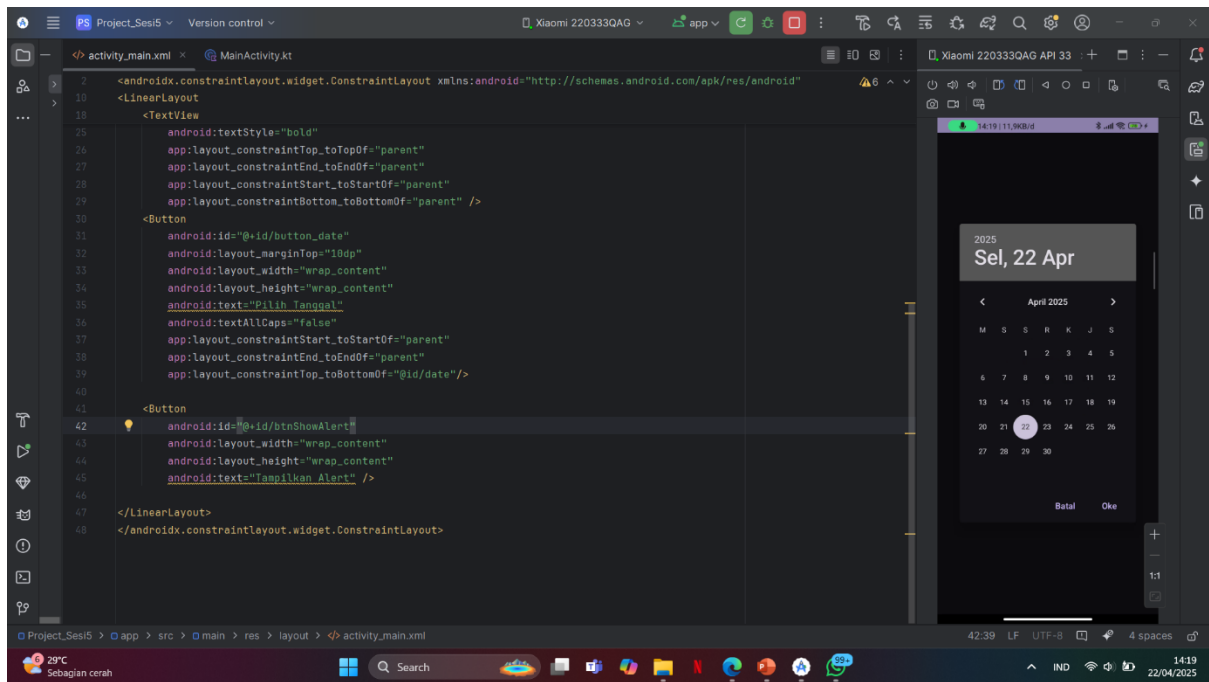 PS Project_Sesi5 Version control Xiaomi 220333QAG app
activity_main.xml MainActivity.kt
Xiaomi 220333QAG API 33
6
2 <androidx.constraintlayout.widget.ConstraintLayout xmlns:android="http://schemas.android.com/apk/res/android"
10 <LinearLayout
18 <TextView
25 android:textStyle="bold"
26 app:layout_constraintTop_toTopOf="parent"
27 app:layout_constraintEnd_toEndOf="parent"
28 app:layout_constraintStart_toStartOf="parent"
29 app:layout_constraintBottom_toBottomOf="parent" />
30 <Button
31 android:id="@+id/button_date"
32 android:layout_marginTop="10dp"
33 android:layout_width="wrap_content"
34 android:layout_height="wrap_content"
35 android:text="Pilih Tanggal"
36 android:textAllCaps="false"
37 app:layout_constraintStart_toStartOf="parent"
38 app:layout_constraintEnd_toEndOf="parent"
39 app:layout_constraintTop_toBottomOf="@id/date"/>
40
41 <Button
42 android:id="@+id/btnShowAlert"
43 android:layout_width="wrap_content"
44 android:layout_height="wrap_content"
45 android:text="Tampilkan Alert" />
46
47 </LinearLayout>
48 </androidx.constraintlayout.widget.ConstraintLayout>
14:19 | 11,9KB/d
2025
Sel, 22 Apr
April 2025
M S S R K J S
1 2 3 4 5
6 7 8 9 10 11 12
13 14 15 16 17 18 19
20 21 22 23 24 25 26
27 28 29 30
Batal Oke
1:1
Project_Sesi5 > app > src > main > res > layout > activity_main.xml
42:39 LF UTF-8 4 spaces
6
29°C
Sebagian cerah
Search
99+
IND
14:19
22/04/2025